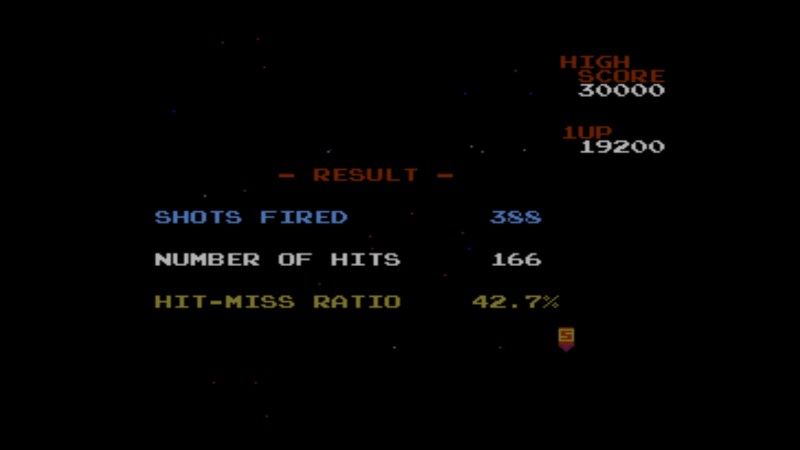 HIGH
SCORE
30000
1UP
19200
- RESULT -
SHOTS FIRED 388
NUMBER OF HITS 166
HIT-MISS RATIO 42.7%
5